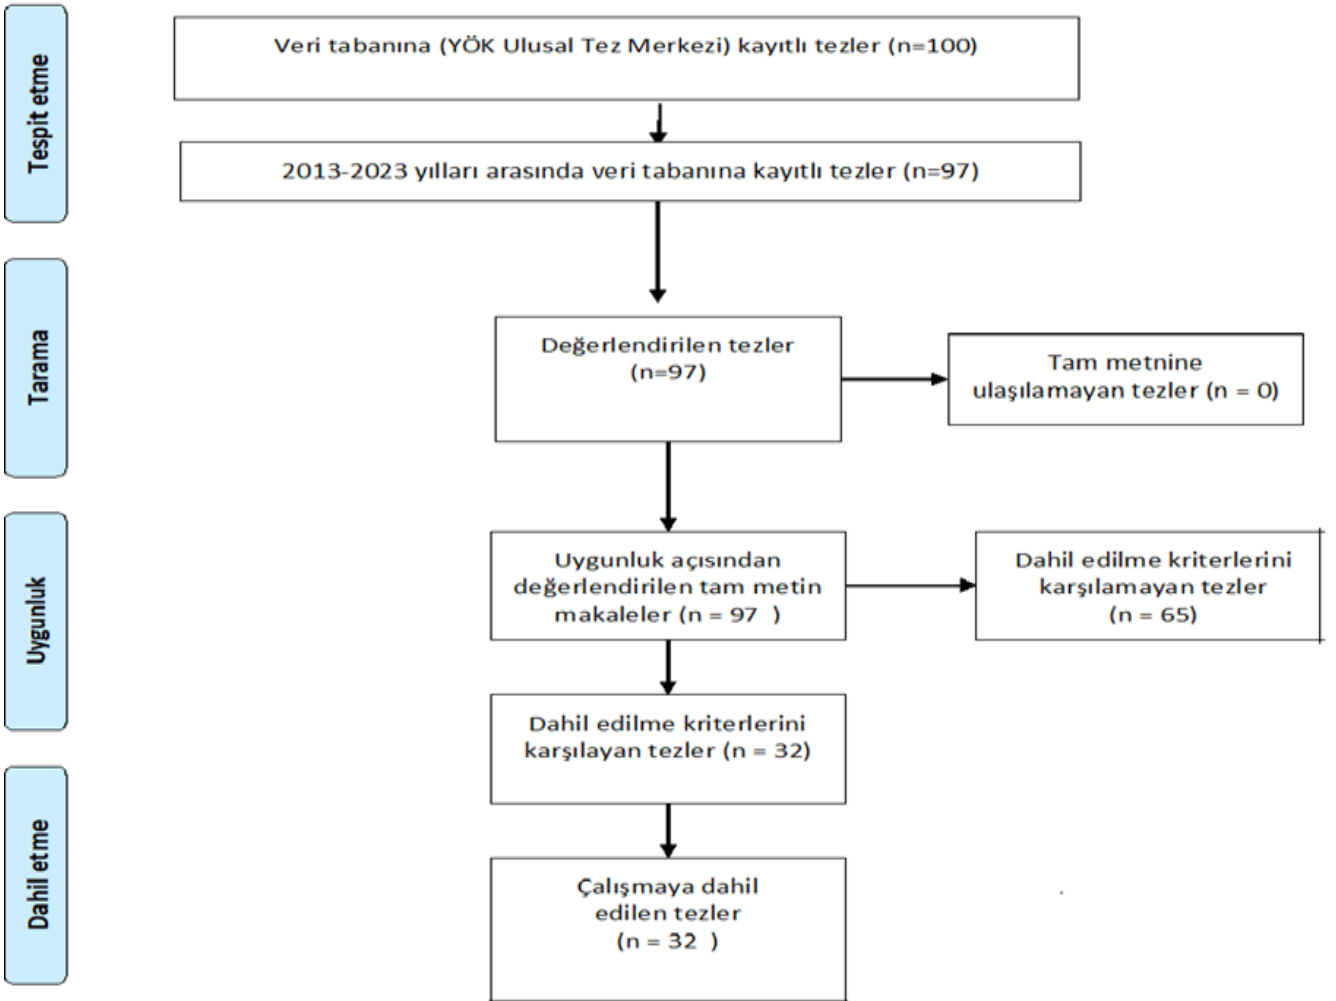 Tespit etme
Veri tabanına (YÖK Ulusal Tez Merkezi) kayıtlı tezler (n=100)
2013-2023 yılları arasında veri tabanına kayıtlı tezler (n=97)
Tarama
Değerlendirilen tezler
(n=97)
Tam metnine
ulaşılamayan tezler (n = 0)
Uygunluk
Uygunluk açısından
değerlendirilen tam metin
makaleler (n = 97 )
Dahil edilme kriterlerini
karşılamayan tezler
(n = 65)
Dahil edilme kriterlerini
karşılayan tezler (n = 32)
Dahil etme
Çalışmaya dahil
edilen tezler
(n = 32 )